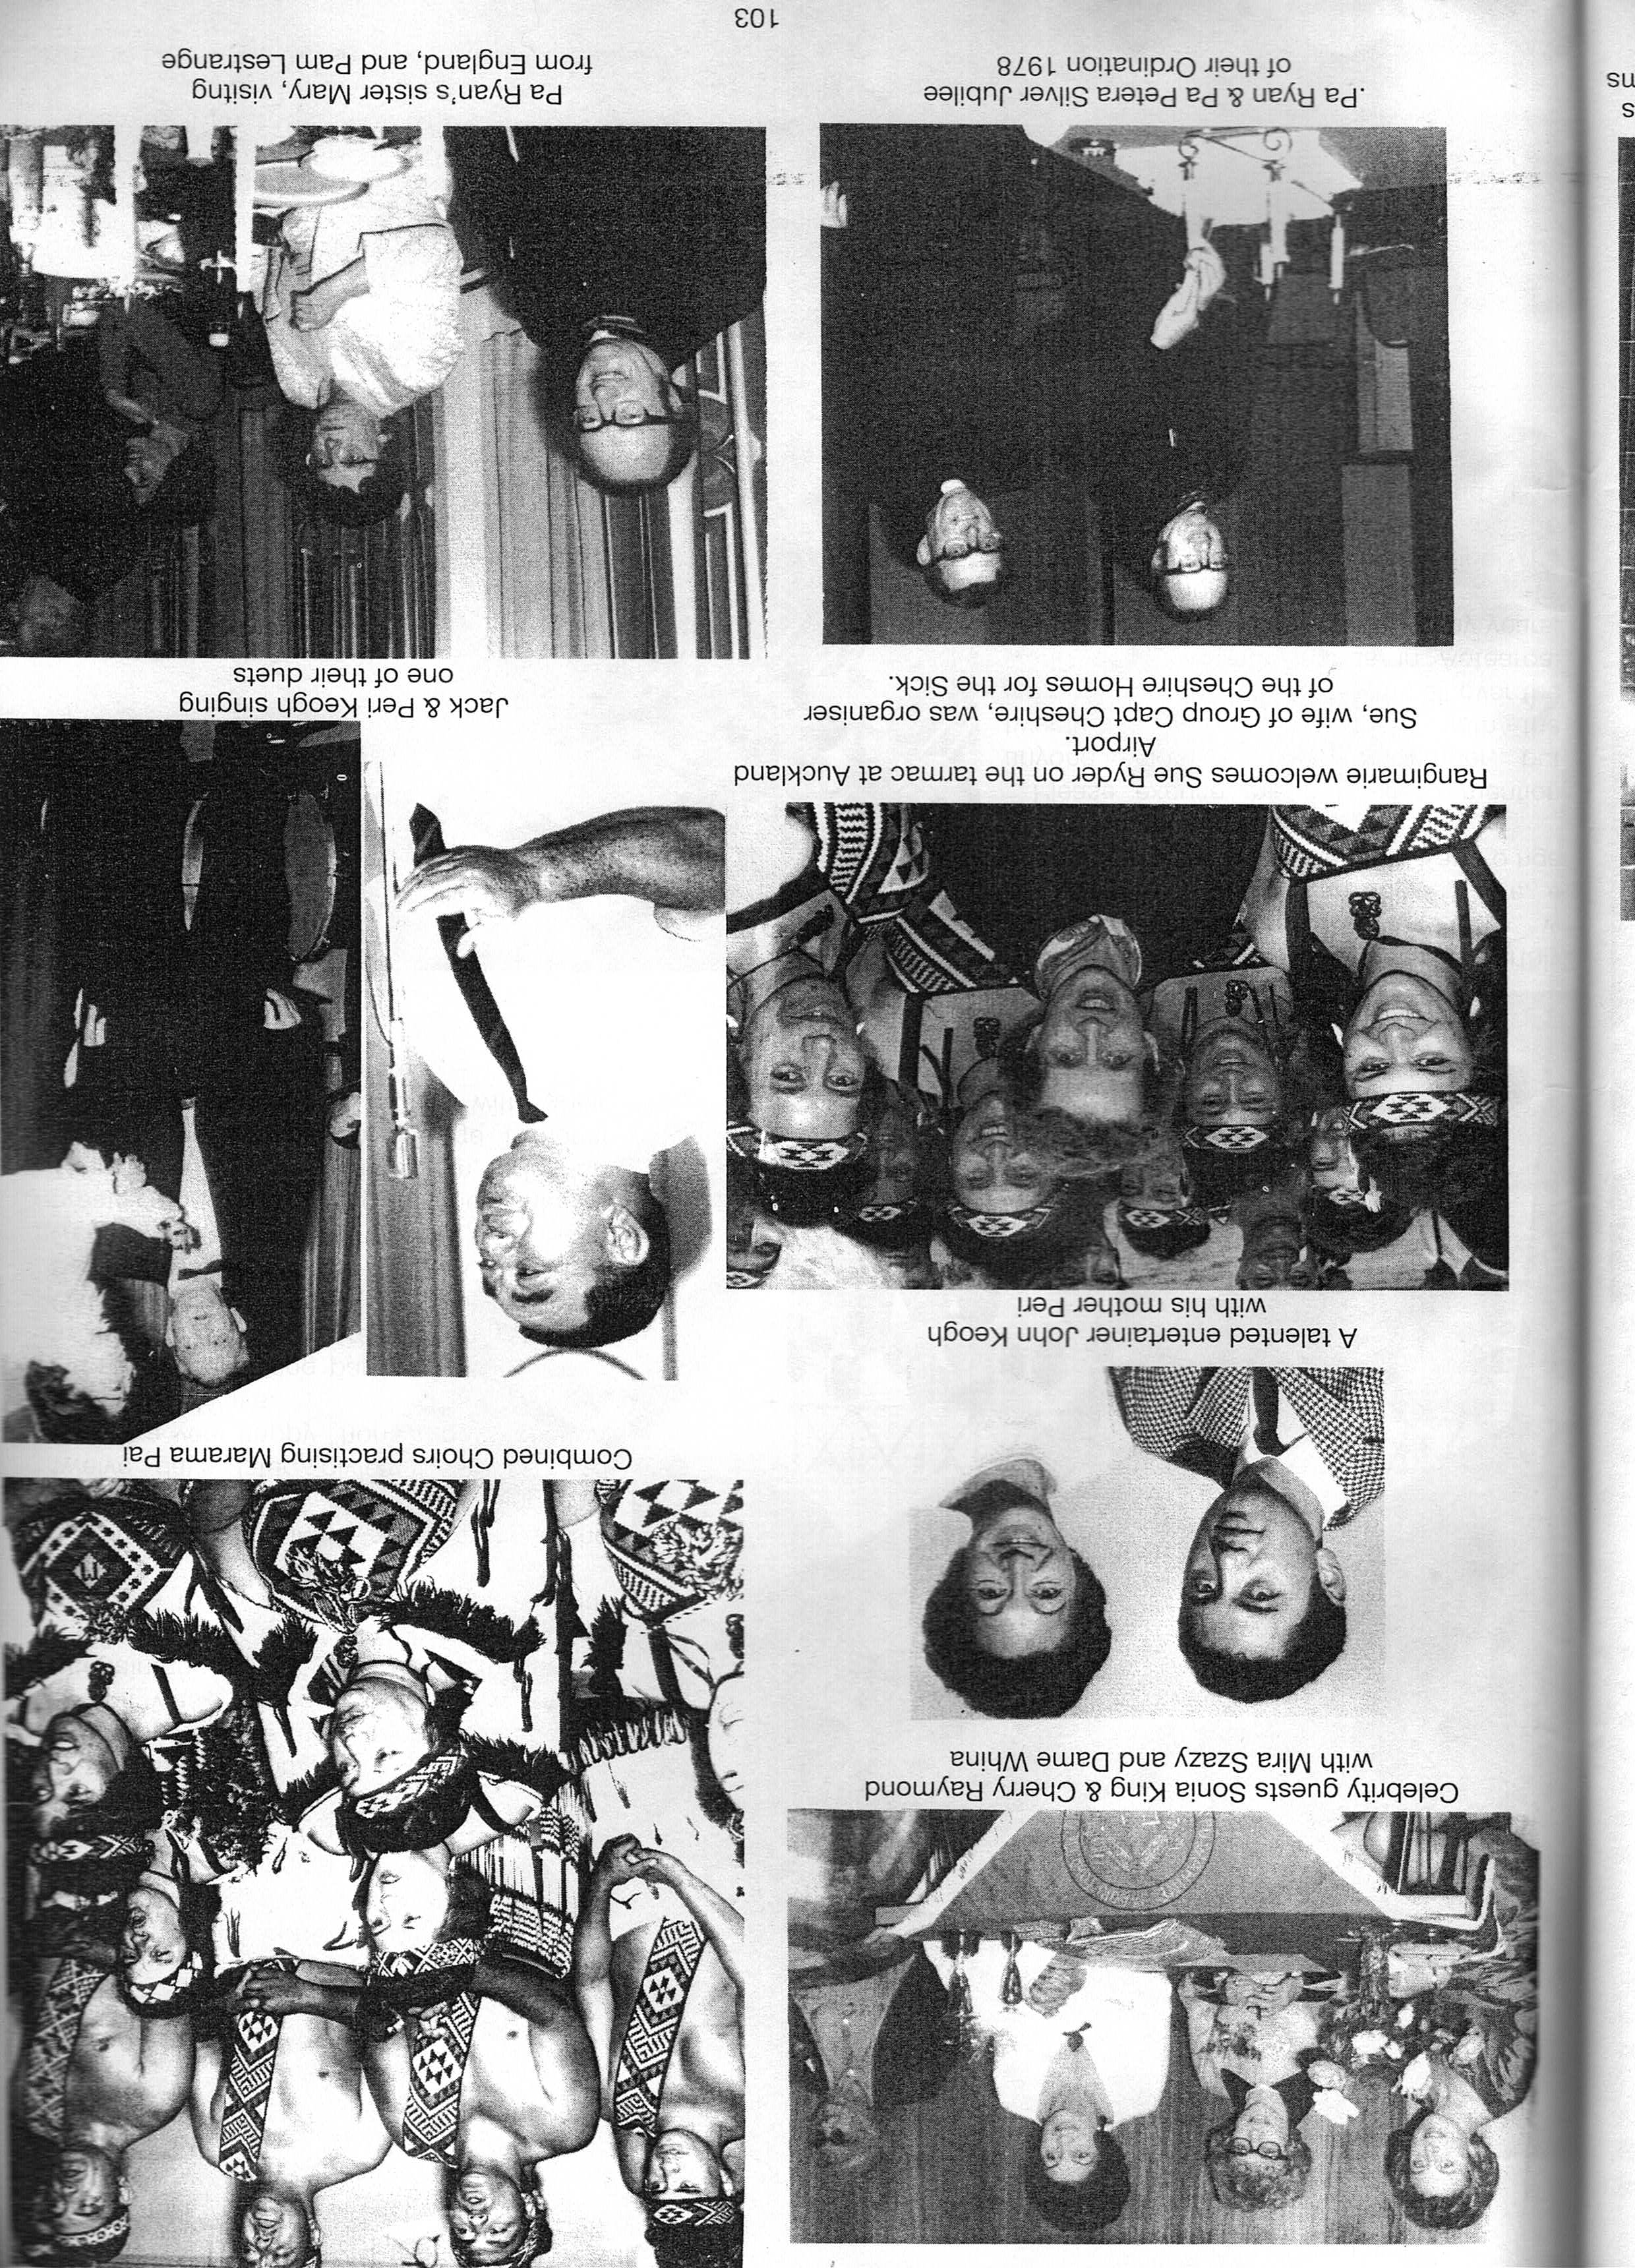 Celebrity guests Sonia King & Cherry Raymond
with Mira Szazy and Dame Whina
Combined Choirs practising Marama Pai
A talented entertainer John Keogh
with his mother Peri
Rangimarie welcomes Sue Ryder on the tarmac at Auckland
Airport.
Sue, wife of Group Capt Cheshire, was organiser
of the Cheshire Homes for the Sick.
Jack & Peri Keogh singing
one of their duets
.Pa Ryan & Pa Petera Silver Jubilee
of their Ordination 1978
Pa Ryan's sister Mary, visitng
from England, and Pam Lestrange
s
ms
103